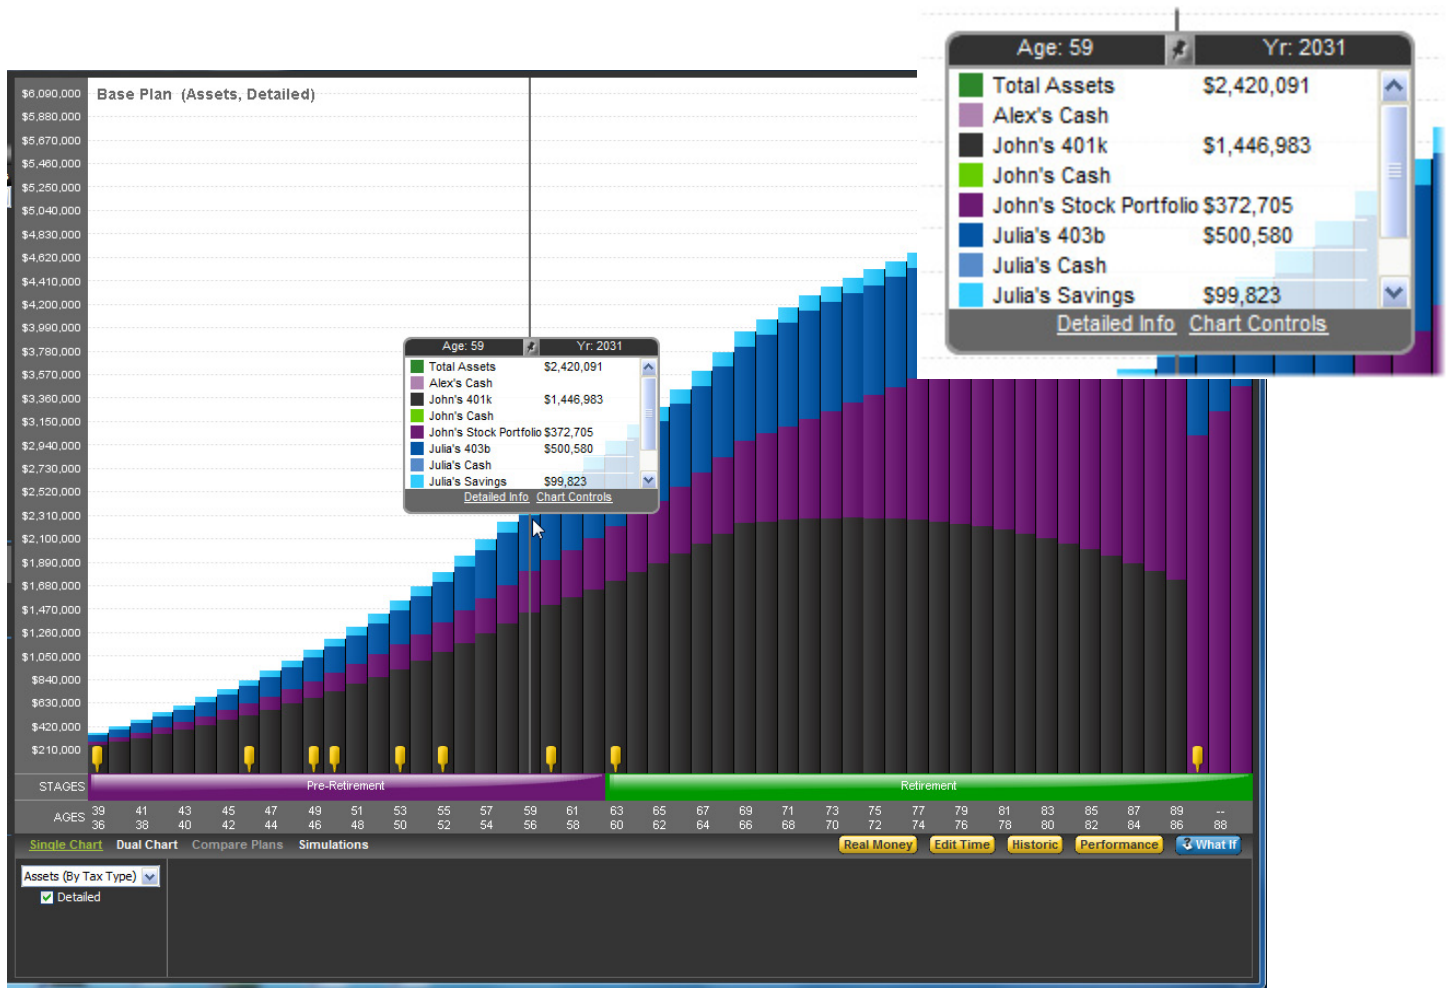 Age: 59 Yr: 2031
Total Assets $2,420,091
Alex's Cash
John's 401k $1,446,983
John's Cash
John's Stock Portfolio $372,705
Julia's 403b $500,580
Julia's Cash
Julia's Savings $99,823
Detailed Info Chart Controls
Base Plan (Assets, Detailed)
$6,090,000
$5,880,000
$5,670,000
$5,460,000
$5,250,000
$5,040,000
$4,830,000
$4,620,000
$4,410,000
$4,200,000
$3,990,000
$3,780,000
$3,570,000
$3,360,000
$3,150,000
$2,940,000
$2,730,000
$2,520,000
$2,310,000
$2,100,000
$1,890,000
$1,680,000
$1,470,000
$1,260,000
$1,050,000
$840,000
$630,000
$420,000
$210,000
Age: 59 Yr: 2031
Total Assets $2,420,091
Alex's Cash
John's 401k $1,446,983
John's Cash
John's Stock Portfolio $372,705
Julia's 403b $500,580
Julia's Cash
Julia's Savings $99,823
Detailed Info Chart Controls
STAGES Pre-Retirement Retirement
AGES 39 41 43 45 47 49 51 53 55 57 59 61 63 65 67 69 71 73 75 77 79 81 83 85 87 89 --
36 38 40 42 44 46 48 50 52 54 56 58 60 62 64 66 68 70 72 74 76 78 80 82 84 86 88
Single Chart Dual Chart Compare Plans Simulations Real Money Edit Time Historic Performance What If
Assets (By Tax Type)
Detailed